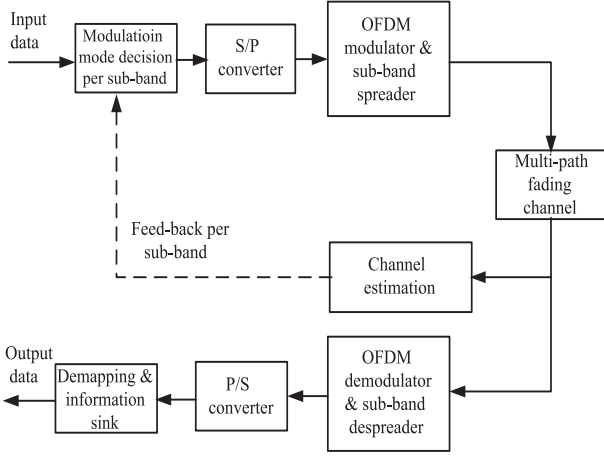 Input
data
Modulatioin
mode decision
per sub-band
S/P
converter
OFDM
modulator &
sub-band
spreader
Multi-path
fading
channel
Feed-back per
sub-band
Channel
estimation
Output
data
Demapping &
information
sink
P/S
converter
OFDM
demodulator
& sub-band
despreader